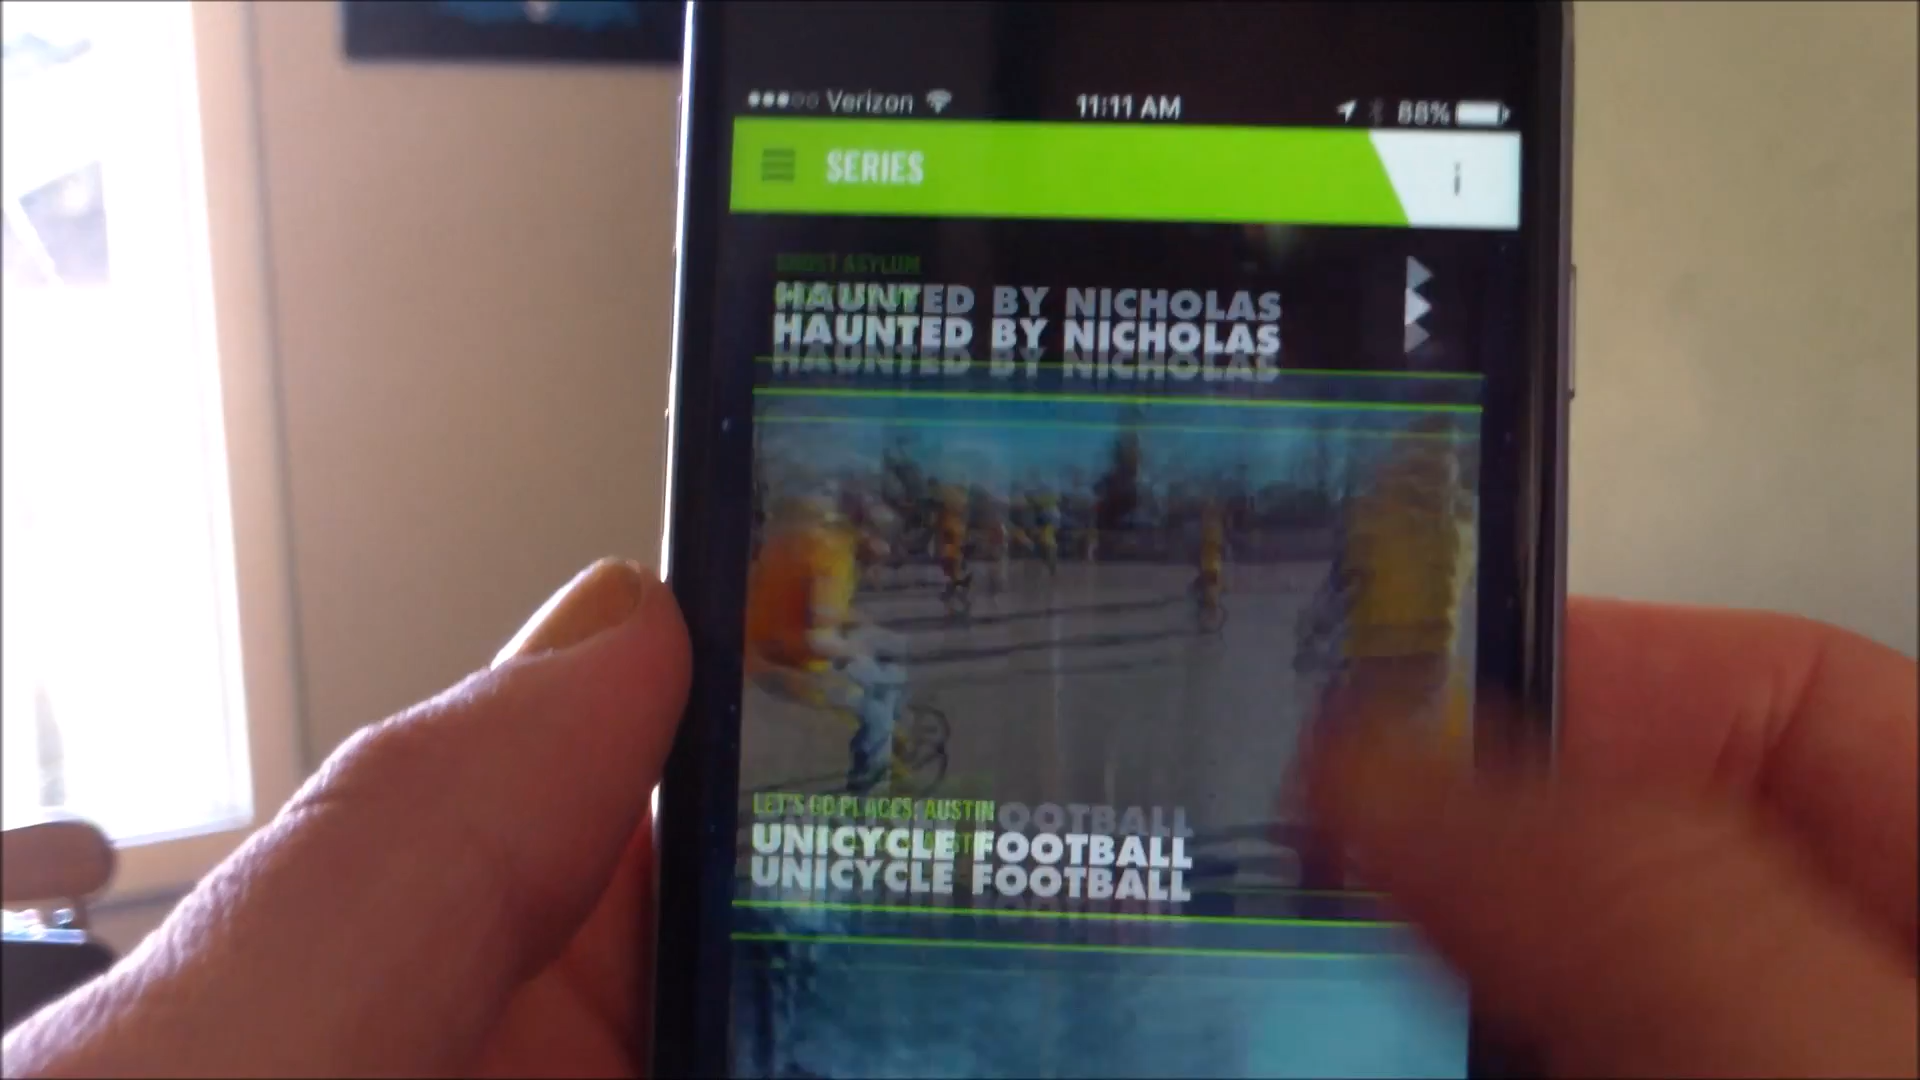 Verizon 11:11 AM 88%
SERIES i
GHOST ASYLUM
HAUNTED BY NICHOLAS
LET'S GO PLACES: AUSTIN
UNICYCLE FOOTBALL